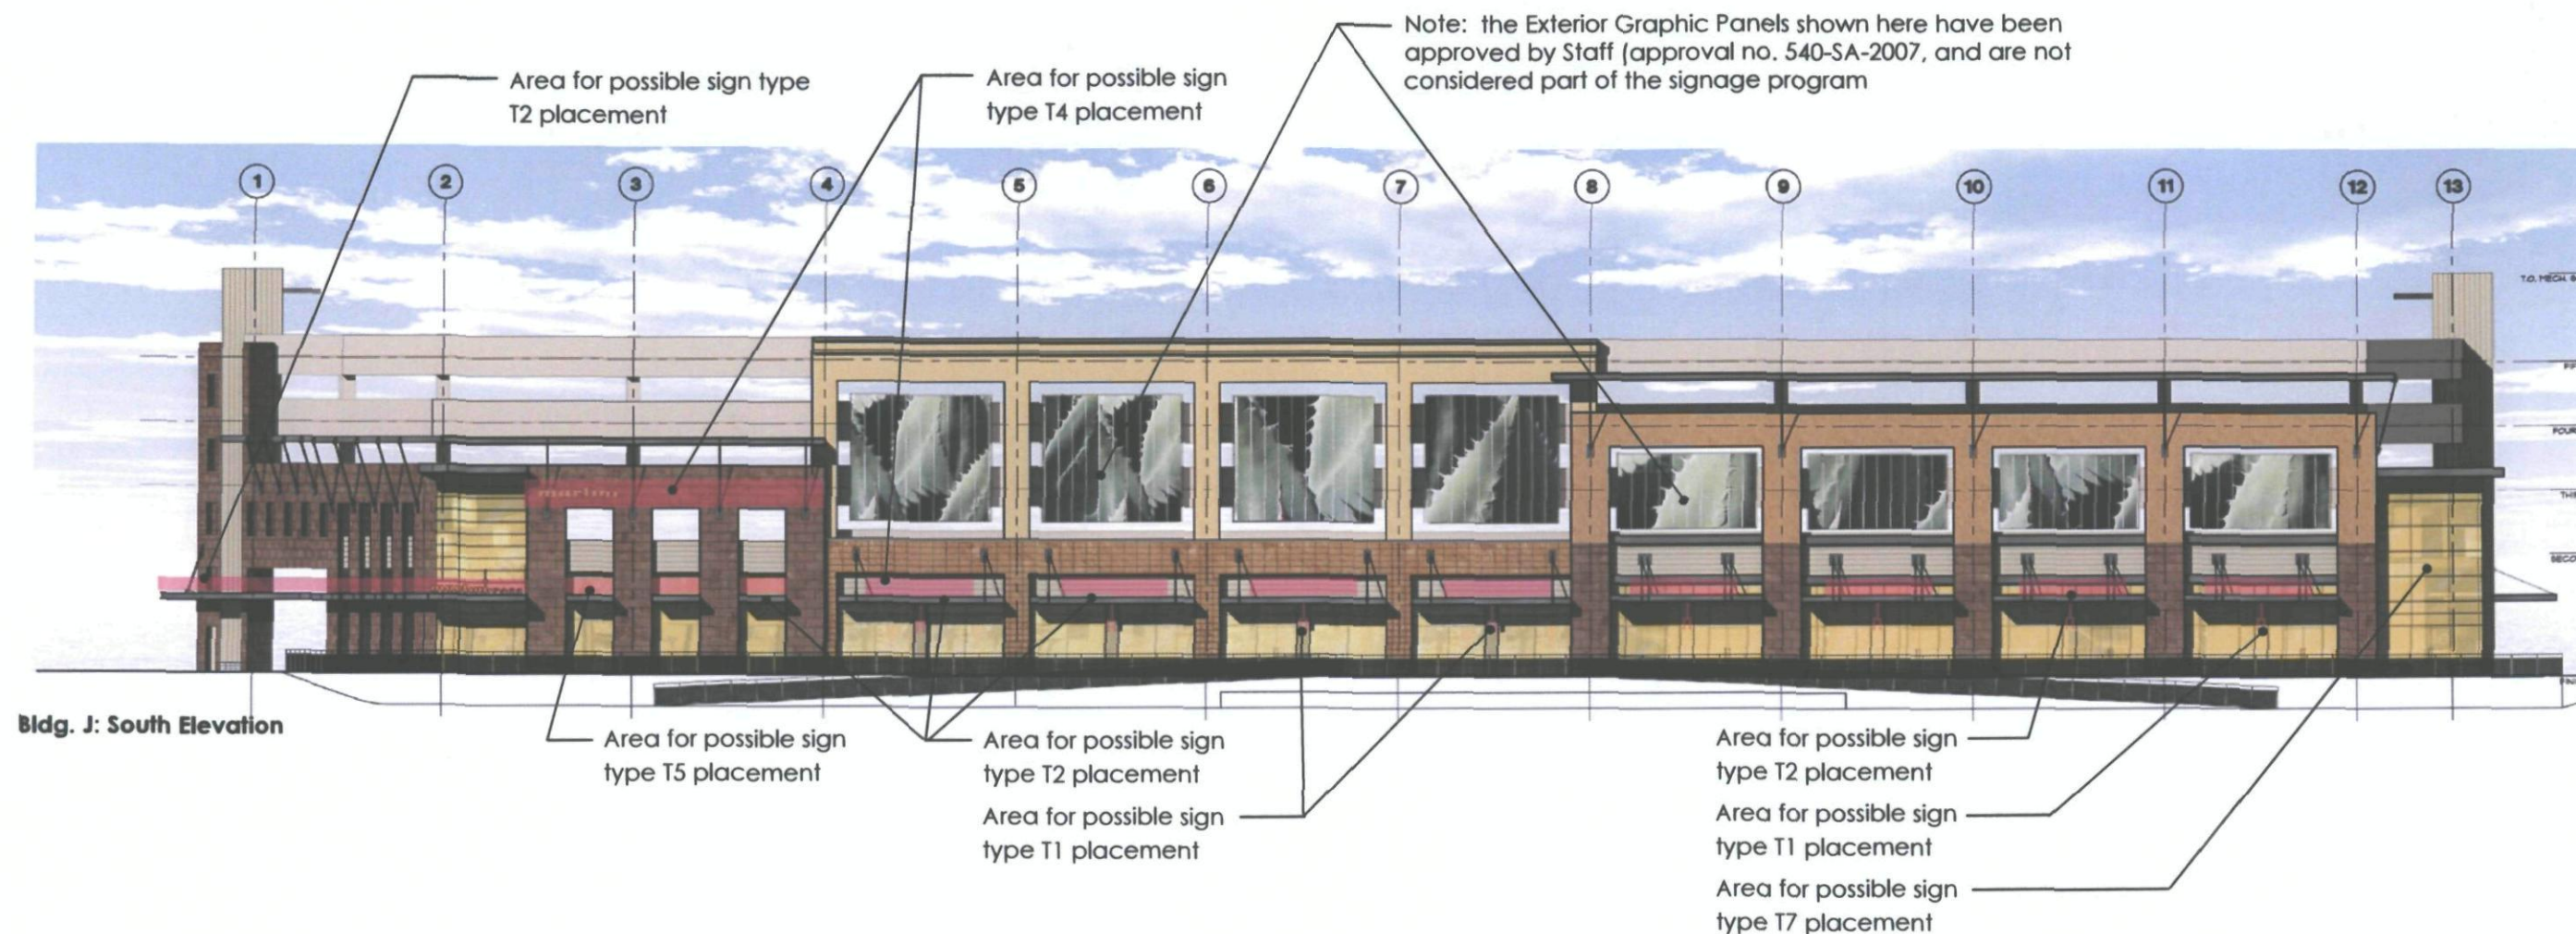 Note: the Exterior Graphic Panels shown here have been
approved by Staff (approval no. 540-SA-2007, and are not
considered part of the signage program
Area for possible sign type
T2 placement
Area for possible sign
type T4 placement
1 2 3 4 5 6 7 8 9 10 11 12 13
T.O. MECH.
Bldg. J: South Elevation
Area for possible sign
type T5 placement
Area for possible sign
type T2 placement
Area for possible sign
type T1 placement
Area for possible sign
type T2 placement
Area for possible sign
type T1 placement
Area for possible sign
type T7 placement